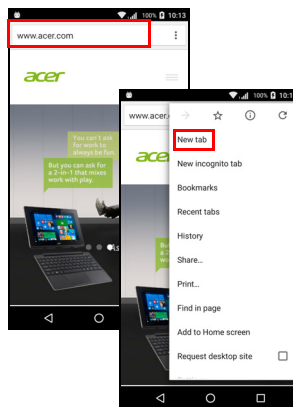 100% 10:13
www.acer.com
acer
You can't ask
for work to
always be fun.
But you can ask for
a 2-in-1 that mixes
work with play.
100% 10:1
www.acer.
New tab
New incognito tab
Bookmarks
Recent tabs
History
Share...
Print...
Find in page
Add to Home screen
Request desktop site